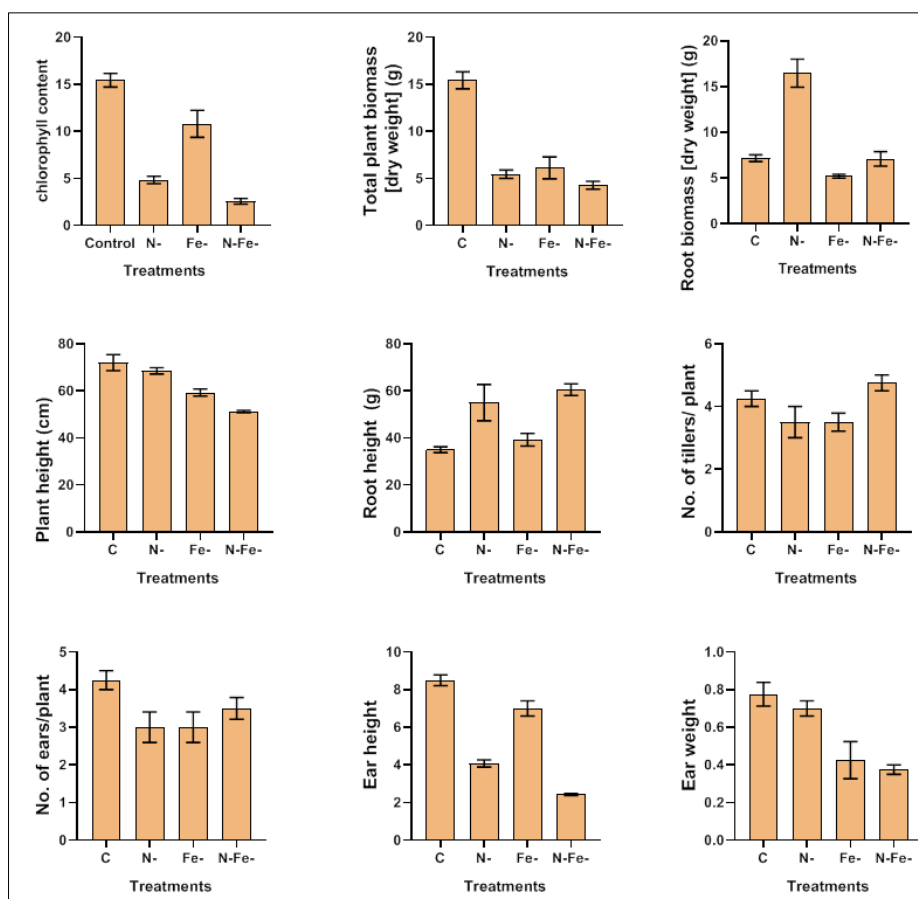 chlorophyll content
20
15
10
5
0
Control N- Fe- N-Fe-
Treatments
Total plant biomass
[dry weight] (g)
20
15
10
5
0
C N- Fe- N-Fe-
Treatments
Root biomass [dry weight] (g)
20
15
10
5
0
C N- Fe- N-Fe-
Treatments
Plant height (cm)
80
60
40
20
0
C N- Fe- N-Fe-
Treatments
Root height (g)
80
60
40
20
0
C N- Fe- N-Fe-
Treatments
No. of tillers/ plant
6
4
2
0
C N- Fe- N-Fe-
Treatments
No. of ears/plant
5
4
3
2
1
0
C N- Fe- N-Fe-
Treatments
Ear height
10
8
6
4
2
0
C N- Fe- N-Fe-
Treatments
Ear weight
1.0
0.8
0.6
0.4
0.2
0.0
C N- Fe- N-Fe-
Treatments